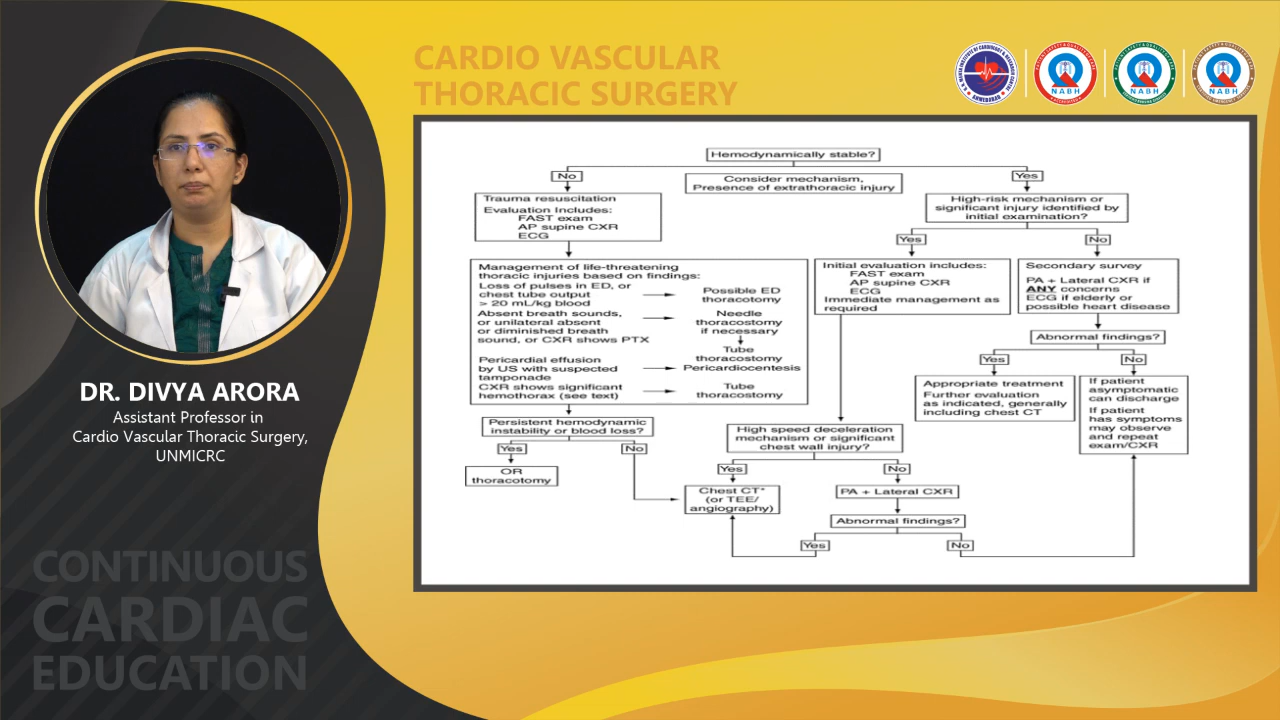 CARDIO VASCULAR
THORACIC SURGERY
NABH
NABH
NABH
DR. DIVYA ARORA
Assistant Professor in
Cardio Vascular Thoracic Surgery,
UNMICRC
CONTINUOUS
CARDIAC
EDUCATION
Hemodynamically stable?
No
Consider mechanism,
Presence of extrathoracic injury
Yes
Trauma resuscitation
Evaluation Includes:
FAST exam
AP supine CXR
ECG
High-risk mechanism or
significant injury identified by
initial examination?
Yes
No
Management of life-threatening
thoracic injuries based on findings:
Loss of pulses in ED, or
chest tube output
> 20 mL/kg blood
Possible ED
thoracotomy
Absent breath sounds,
or unilateral absent
or diminished breath
sound, or CXR shows PTX
Needle
thoracostomy
if necessary
Tube
thoracostomy
Pericardial effusion
by US with suspected
tamponade
Pericardiocentesis
CXR shows significant
hemothorax (see text)
Tube
thoracostomy
Initial evaluation includes:
FAST exam
AP supine CXR
ECG
Immediate management as
required
Secondary survey
PA + Lateral CXR if
ANY concerns
ECG if elderly or
possible heart disease
Abnormal findings?
Yes
No
Appropriate treatment
Further evaluation
as indicated, generally
including chest CT
If patient
asymptomatic
can discharge
If patient
has symptoms
may observe
and repeat
exam/CXR
Persistent hemodynamic
instability or blood loss?
Yes
No
OR
thoracotomy
High speed deceleration
mechanism or significant
chest wall injury?
Yes
No
Chest CT*
(or TEE/
angiography)
PA + Lateral CXR
Abnormal findings?
Yes
No